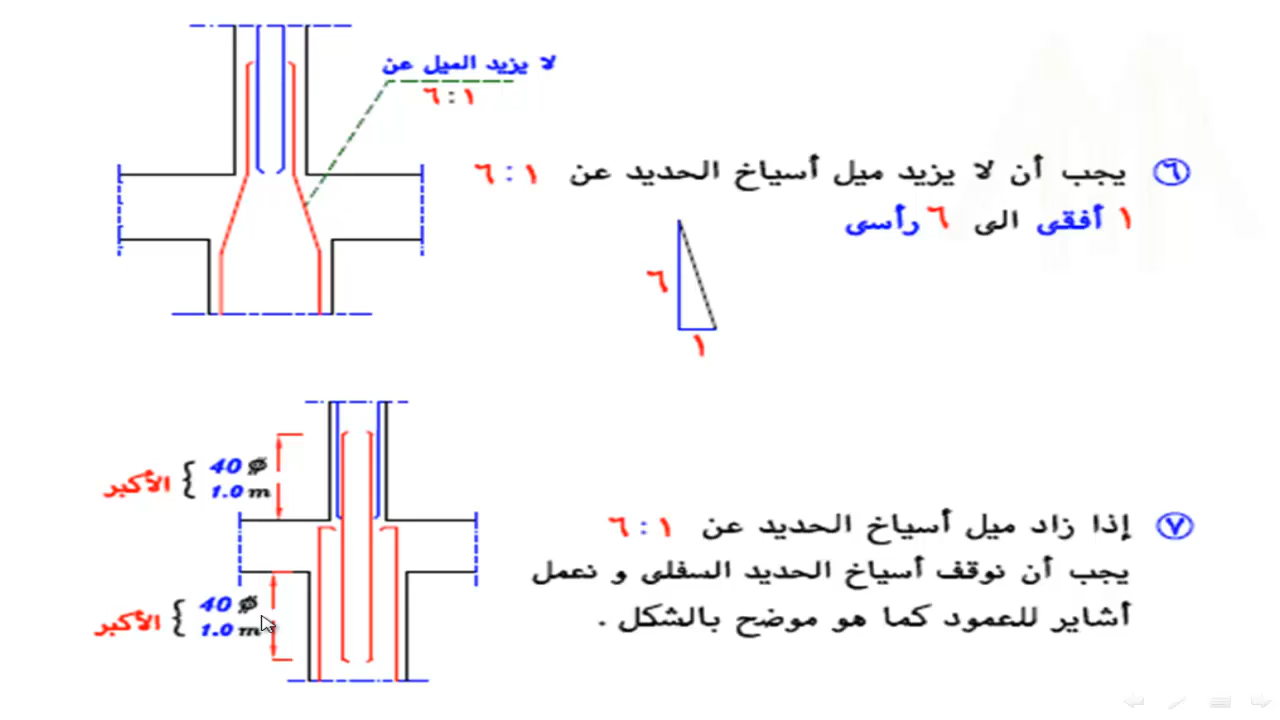 لا يزيد الميل عن
١ : ٦
٦ يجب أن لا يزيد ميل أسياخ الحديد عن ١ : ٦
١ أفقى الى ٦ رأسى
٦
١
40 Ø
1.0 m
الأكبر {
٧ إذا زاد ميل أسياخ الحديد عن ١ : ٦
يجب أن نوقف أسياخ الحديد السفلى و نعمل
أشاير للعمود كما هو موضح بالشكل .
40 Ø
1.0 m
الأكبر {